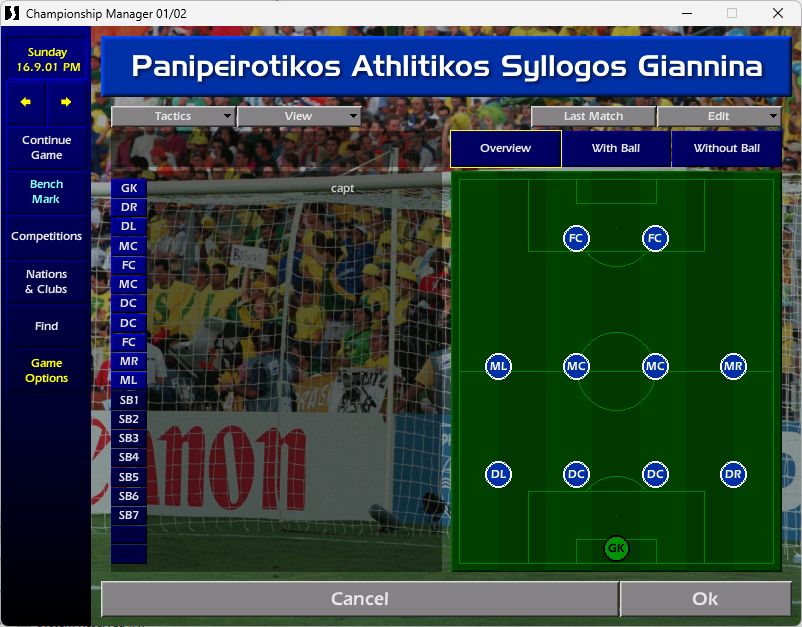 Championship Manager 01/02
Sunday
16.9.01 PM
Panipeirotikos Athlitikos Syllogos Giannina
Tactics
View
Last Match
Edit
Continue
Game
Bench
Mark
Competitions
Nations
& Clubs
Find
Game
Options
Overview
With Ball
Without Ball
GK
capt
DR
DL
MC
FC
MC
DC
DC
FC
MR
ML
SB1
SB2
SB3
SB4
SB5
SB6
SB7
FC
FC
ML
MC
MC
MR
DL
DC
DC
DR
GK
Cancel
Ok